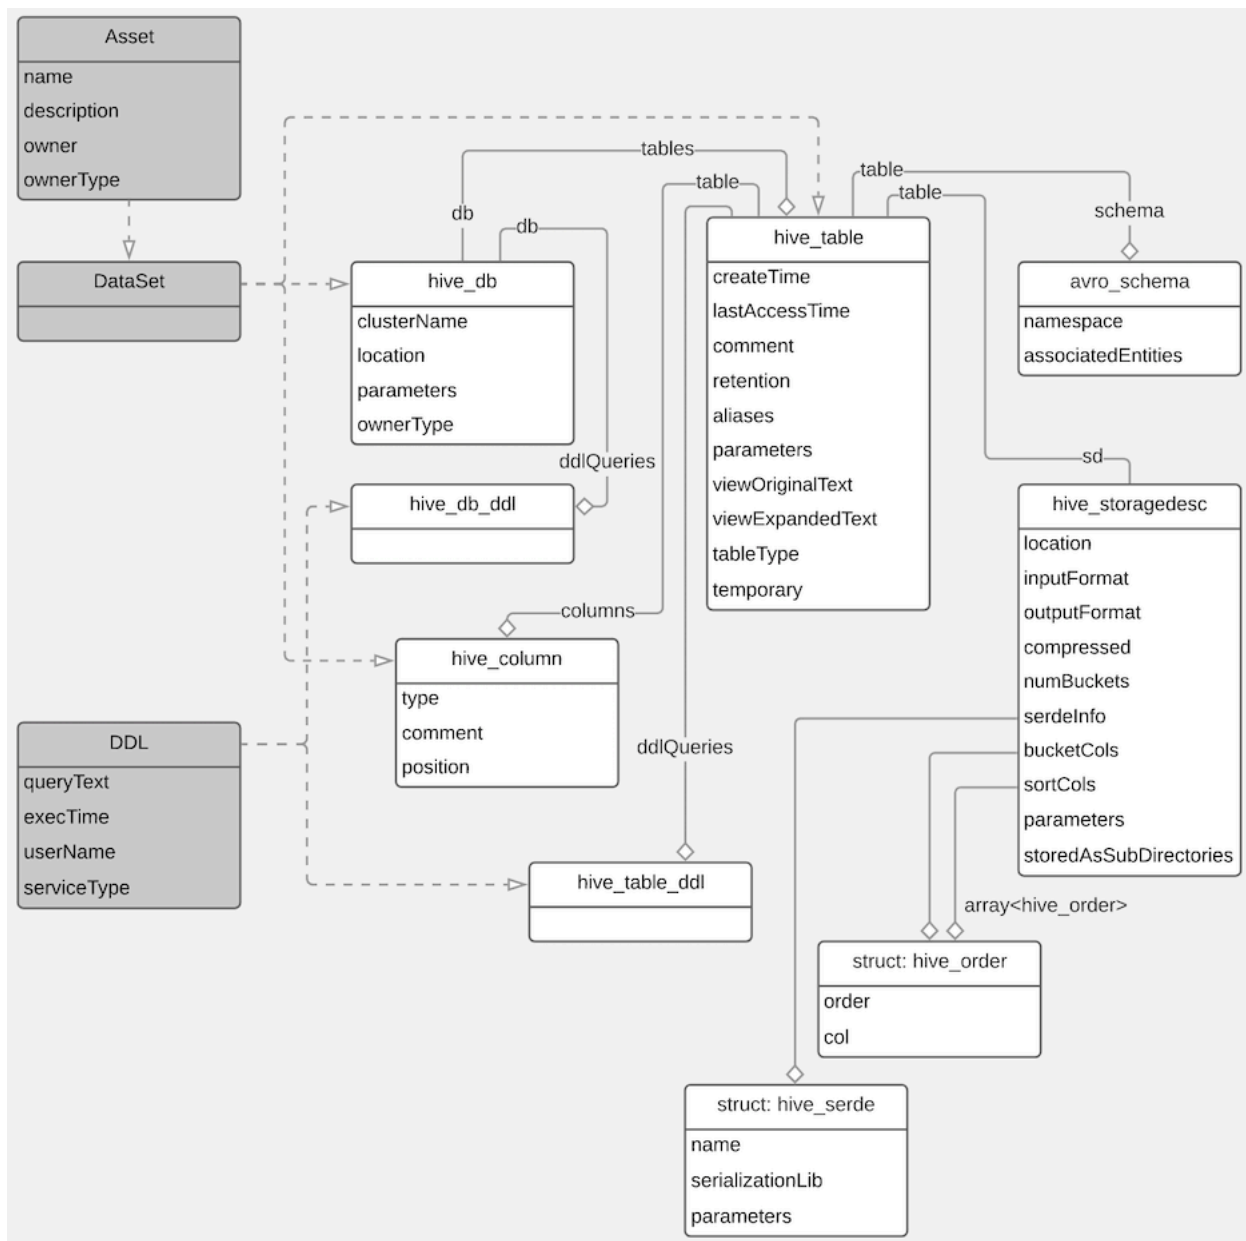 Asset
name
description
owner
ownerType
DataSet
tables
table
db
db
hive_db
clusterName
location
parameters
ownerType
ddlQueries
hive_db_ddl
columns
hive_column
type
comment
position
hive_table
createTime
lastAccessTime
comment
retention
aliases
parameters
viewOriginalText
viewExpandedText
tableType
temporary
table
table
schema
avro_schema
namespace
associatedEntities
sd
hive_storagedesc
location
inputFormat
outputFormat
compressed
numBuckets
serdeInfo
bucketCols
sortCols
parameters
storedAsSubDirectories
DDL
queryText
execTime
userName
serviceType
ddlQueries
hive_table_ddl
array<hive_order>
struct: hive_order
order
col
struct: hive_serde
name
serializationLib
parameters